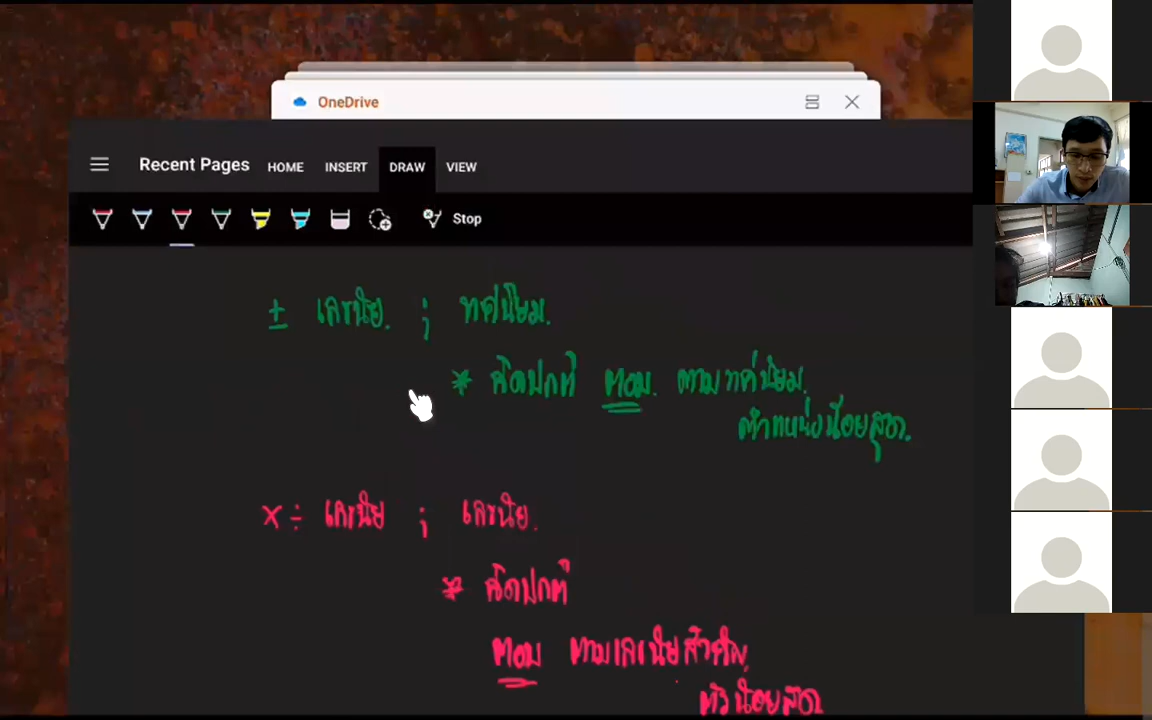 OneDrive
Recent Pages HOME INSERT DRAW VIEW
Stop
± เลขนัย. ; ทศนิยม.
* คิดปกติ ตอบ. ตามทศนิยม.
ตำแหน่งน้อยสุด.
× ÷ เลขนัย ; เลขนัย.
* คิดปกติ
ตอบ ตามเลขนัยสำคัญ
ตัวน้อยสุด